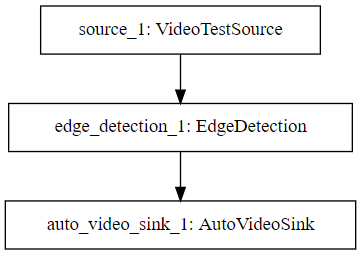 source_1: VideoTestSource
edge_detection_1: EdgeDetection
auto_video_sink_1: AutoVideoSink